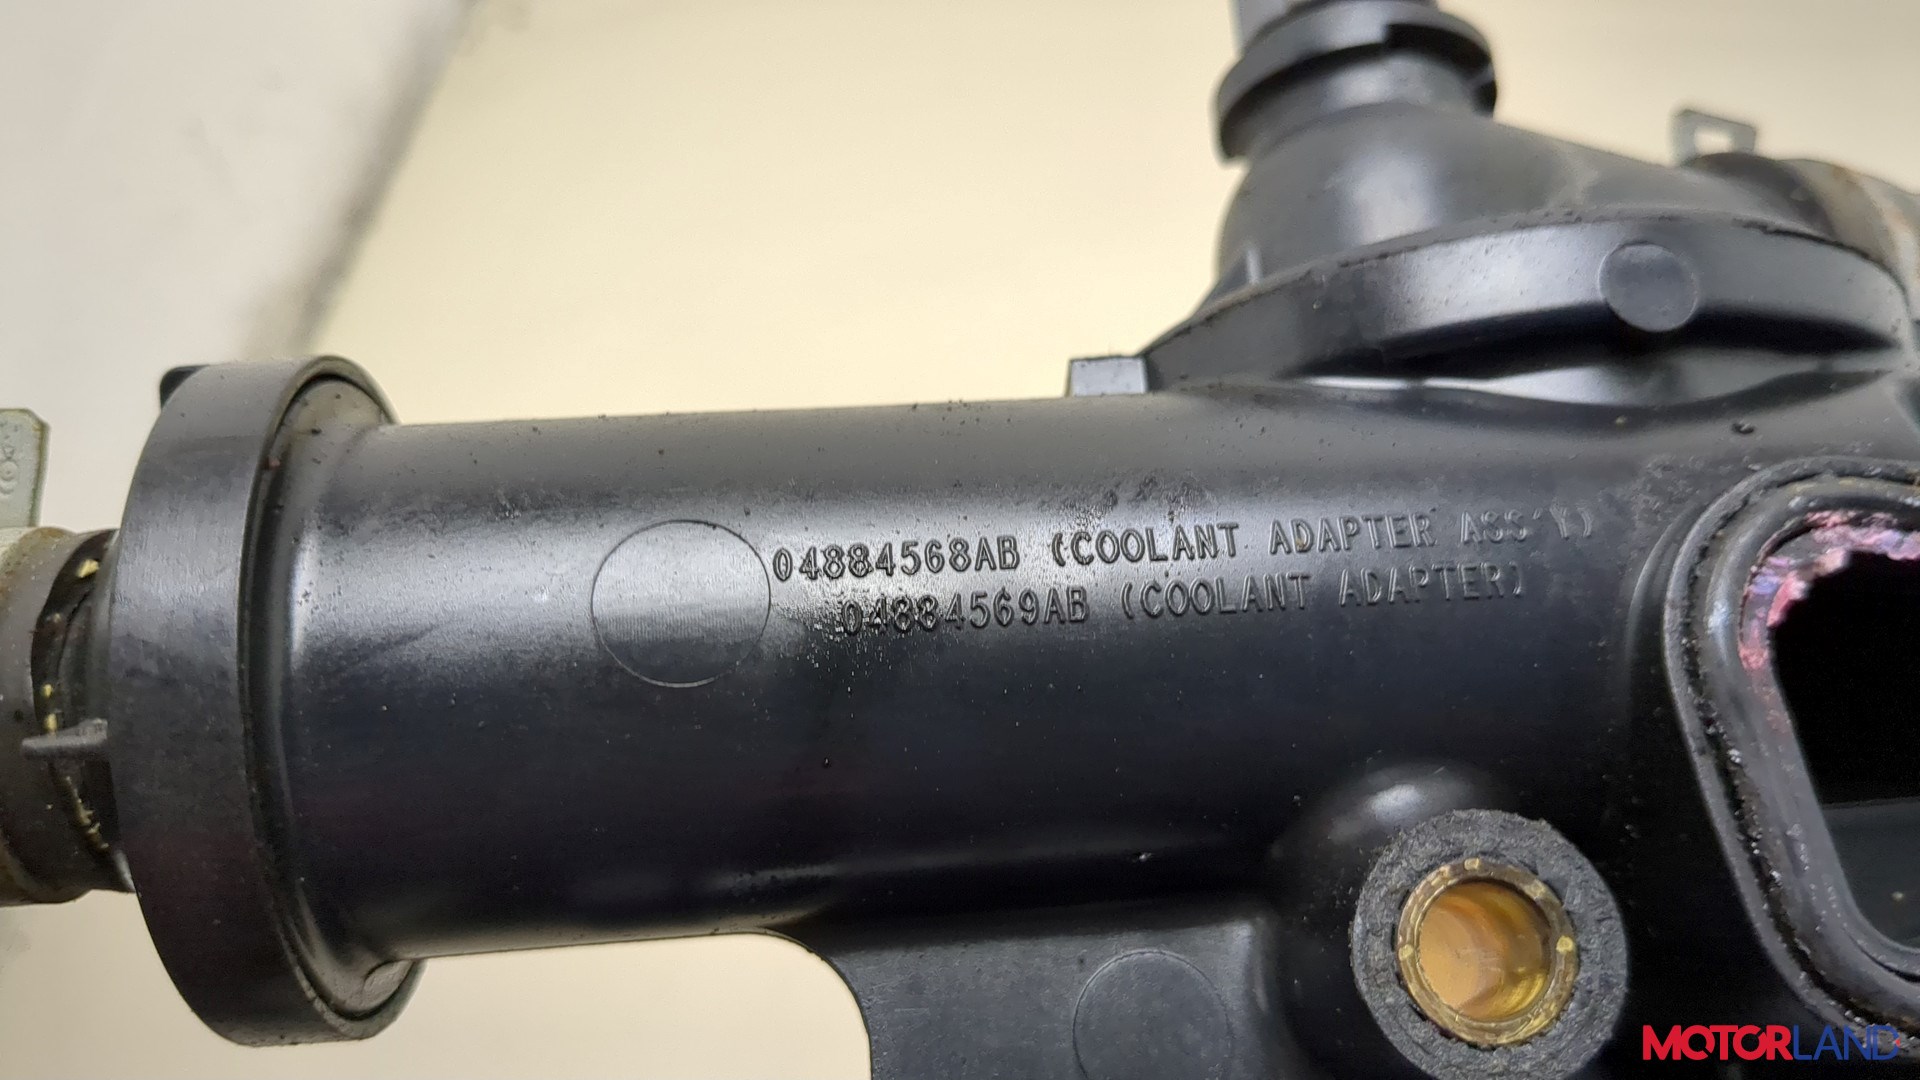 04884568AB (COOLANT ADAPTER ASS'Y)
04884569AB (COOLANT ADAPTER)
MOTORLAND